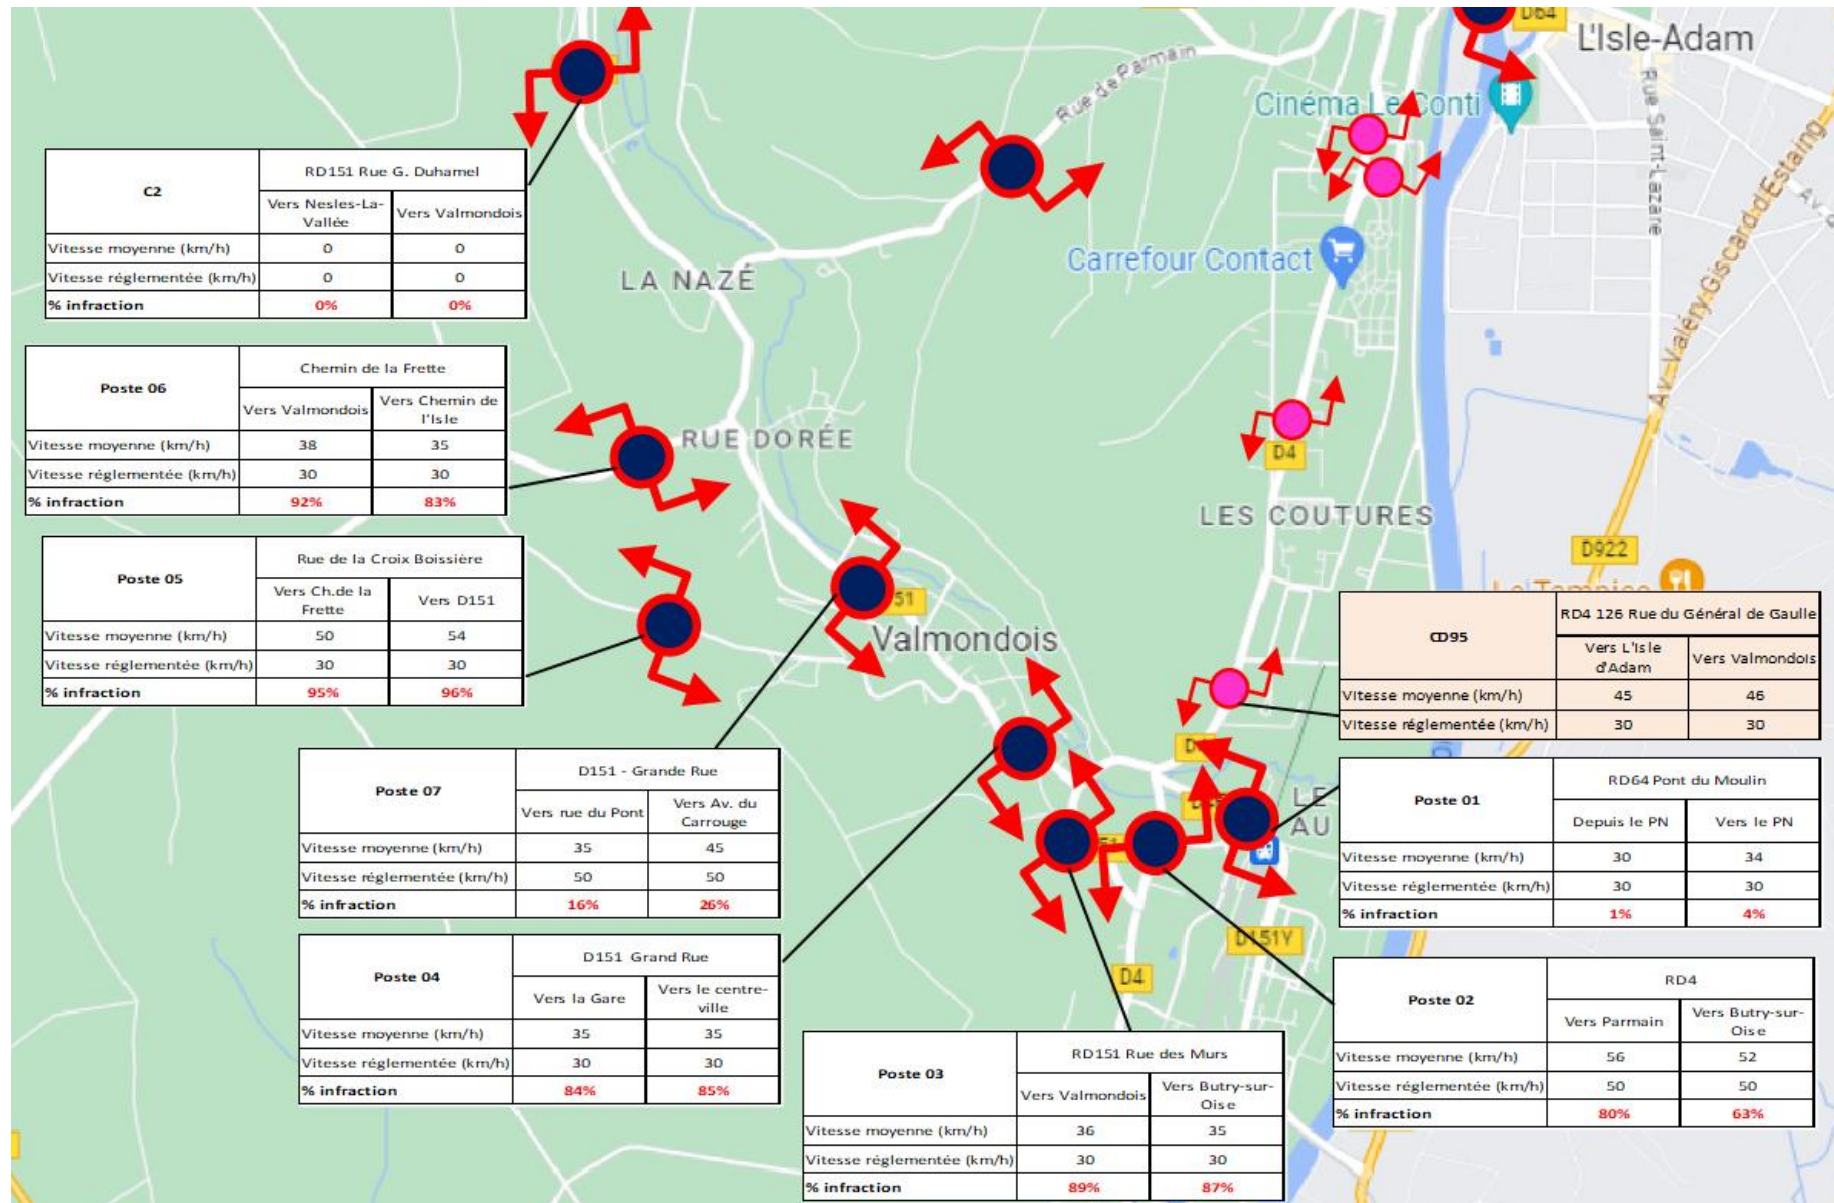 D64
L'Isle-Adam
Rue de Parmain
Cinéma Le Conti
Rue Saint-Lazare
Av. Valéry Giscard d'Estaing
Carrefour Contact
LA NAZÉ
C2
RD151 Rue G. Duhamel
Vers Nesles-La-
Vallée
Vers Valmondois
Vitesse moyenne (km/h) 0 0
Vitesse réglementée (km/h) 0 0
% infraction 0% 0%
Poste 06
Chemin de la Frette
Vers Valmondois
Vers Chemin de
l'Isle
Vitesse moyenne (km/h) 38 35
Vitesse réglementée (km/h) 30 30
% infraction 92% 83%
RUE DORÉE
D4
LES COUTURES
D922
Poste 05
Rue de la Croix Boissière
Vers Ch.de la
Frette
Vers D151
Vitesse moyenne (km/h) 50 54
Vitesse réglementée (km/h) 30 30
% infraction 95% 96%
51
Valmondois
CD95
RD4 126 Rue du Général de Gaulle
Vers L'Isle
d'Adam
Vers Valmondois
Vitesse moyenne (km/h) 45 46
Vitesse réglementée (km/h) 30 30
Poste 07
D151 - Grande Rue
Vers rue du Pont
Vers Av. du
Carrouge
Vitesse moyenne (km/h) 35 45
Vitesse réglementée (km/h) 50 50
% infraction 16% 26%
Poste 01
RD64 Pont du Moulin
Depuis le PN
Vers le PN
Vitesse moyenne (km/h) 30 34
Vitesse réglementée (km/h) 30 30
% infraction 1% 4%
LE
AU
D151Y
D4
Poste 04
D151 Grand Rue
Vers la Gare
Vers le centre-
ville
Vitesse moyenne (km/h) 35 35
Vitesse réglementée (km/h) 30 30
% infraction 84% 85%
Poste 02
RD4
Vers Parmain
Vers Butry-sur-
Oise
Vitesse moyenne (km/h) 56 52
Vitesse réglementée (km/h) 50 50
% infraction 80% 63%
Poste 03
RD151 Rue des Murs
Vers Valmondois
Vers Butry-sur-
Oise
Vitesse moyenne (km/h) 36 35
Vitesse réglementée (km/h) 30 30
% infraction 89% 87%